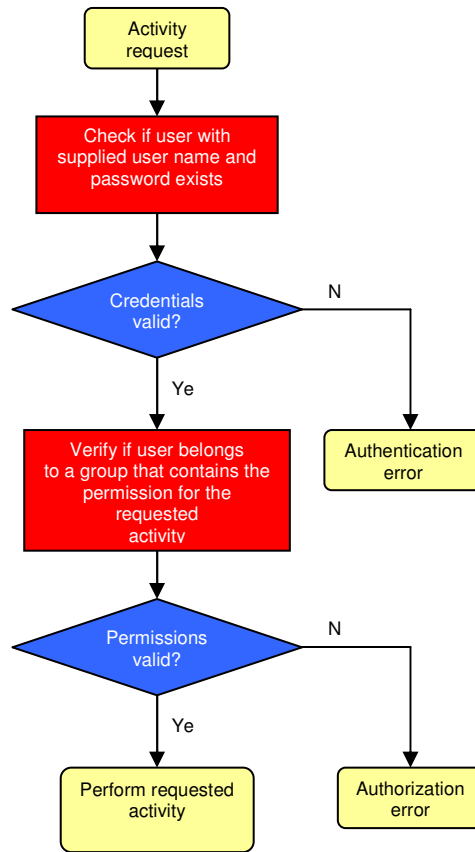 Activity
request
Check if user with
supplied user name and
password exists
Credentials
valid?
N
Ye
Verify if user belongs
to a group that contains the
permission for the
requested
activity
Authentication
error
Permissions
valid?
N
Ye
Perform requested
activity
Authorization
error